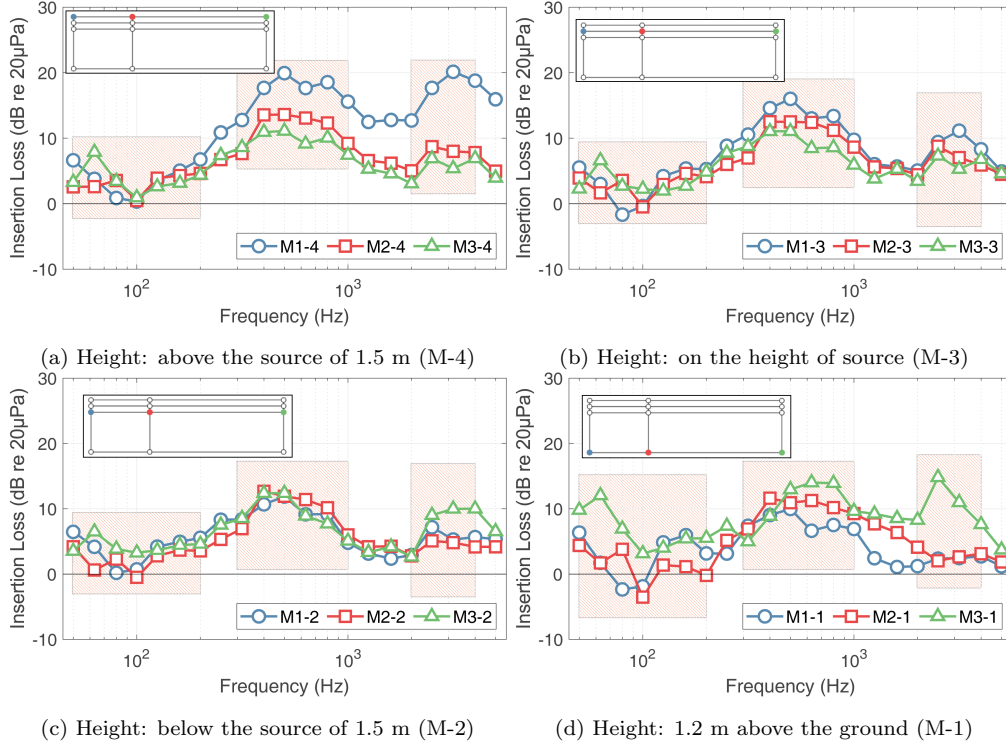 30
20
10
0
-10
Insertion Loss (dB re 20μPa)
M1-4 M2-4 M3-4
10² 10³
Frequency (Hz)
(a) Height: above the source of 1.5 m (M-4)
30
20
10
0
-10
Insertion Loss (dB re 20μPa)
M1-3 M2-3 M3-3
10² 10³
Frequency (Hz)
(b) Height: on the height of source (M-3)
30
20
10
0
-10
Insertion Loss (dB re 20μPa)
M1-2 M2-2 M3-2
10² 10³
Frequency (Hz)
(c) Height: below the source of 1.5 m (M-2)
30
20
10
0
-10
Insertion Loss (dB re 20μPa)
M1-1 M2-1 M3-1
10² 10³
Frequency (Hz)
(d) Height: 1.2 m above the ground (M-1)